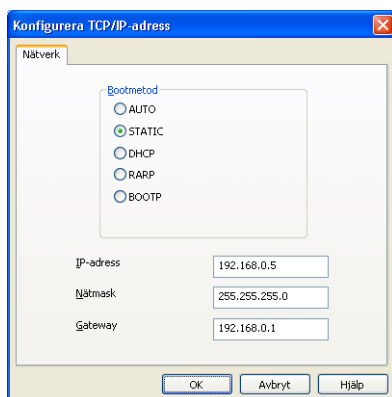 Konfigurera TCP/IP-adress
Nätverk
Bootmetod
AUTO
STATIC
DHCP
RARP
BOOTP
IP-adress 192.168.0.5
Nätmask 255.255.255.0
Gateway 192.168.0.1
OK Avbryt Hjälp